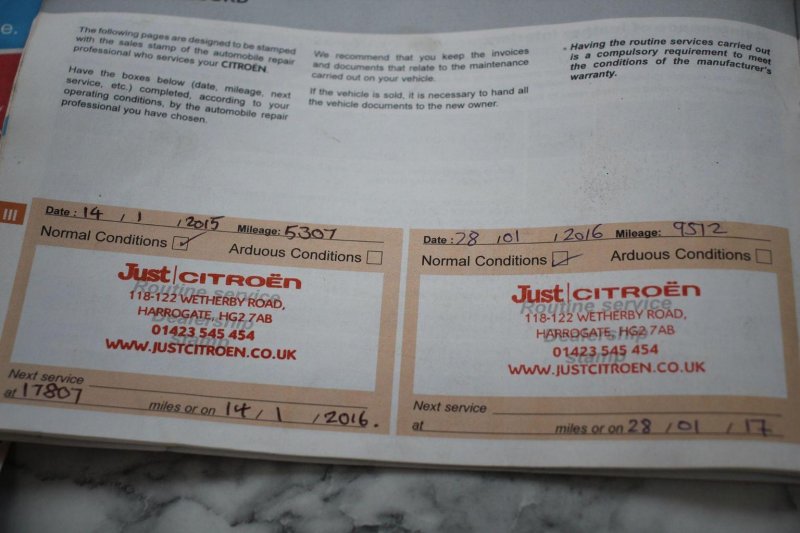 The following pages are designed to be stamped
with the sales stamp of the automobile repair
professional who services your CITROËN.
Have the boxes below (date, mileage, next
service, etc.) completed, according to your
operating conditions, by the automobile repair
professional you have chosen.
We recommend that you keep the invoices
and documents that relate to the maintenance
carried out on your vehicle.
If the vehicle is sold, it is necessary to hand all
the vehicle documents to the new owner.
Having the routine services carried out
is a compulsory requirement to meet
the conditions of the manufacturer's
warranty.
III
Date : 14 / 1 / 2015 Mileage: 5307
Normal Conditions Arduous Conditions
Just CITROËN
Routine service
118-122 WETHERBY ROAD,
HARROGATE, HG2 7AB
Dealership
01423 545 454
stamp
WWW.JUSTCITROEN.CO.UK
Next service
at 17807 miles or on 14 / 1 / 2016.
Date : 28 / 01 / 2016 Mileage: 9512
Normal Conditions Arduous Conditions
Just CITROËN
Routine service
118-122 WETHERBY ROAD,
HARROGATE, HG2 7AB
Dealership
01423 545 454
stamp
WWW.JUSTCITROEN.CO.UK
Next service
at miles or on 28 / 01 / 17